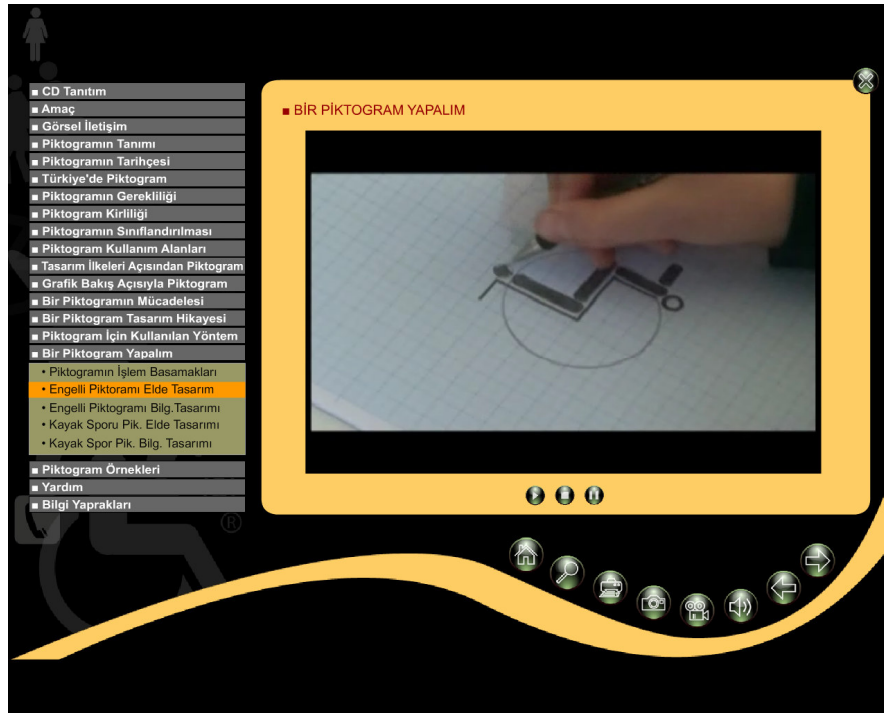 CD Tanıtım
Amaç
Görsel İletişim
Piktogramın Tanımı
Piktogramın Tarihçesi
Türkiye'de Piktogram
Piktogramın Gerekliliği
Piktogram Kirliliği
Piktogramın Sınıflandırılması
Piktogram Kullanım Alanları
Tasarım İlkeleri Açısından Piktogram
Grafik Bakış Açısıyla Piktogram
Bir Piktogramın Mücadelesi
Bir Piktogram Tasarım Hikayesi
Piktogram İçin Kullanılan Yöntem
Bir Piktogram Yapalım
• Piktogramın İşlem Basamakları
• Engelli Piktoramı Elde Tasarım
• Engelli Piktogramı Bilg.Tasarımı
• Kayak Sporu Pik. Elde Tasarımı
• Kayak Spor Pik. Bilg. Tasarımı
Piktogram Örnekleri
Yardım
Bilgi Yaprakları
BİR PİKTOGRAM YAPALIM
®